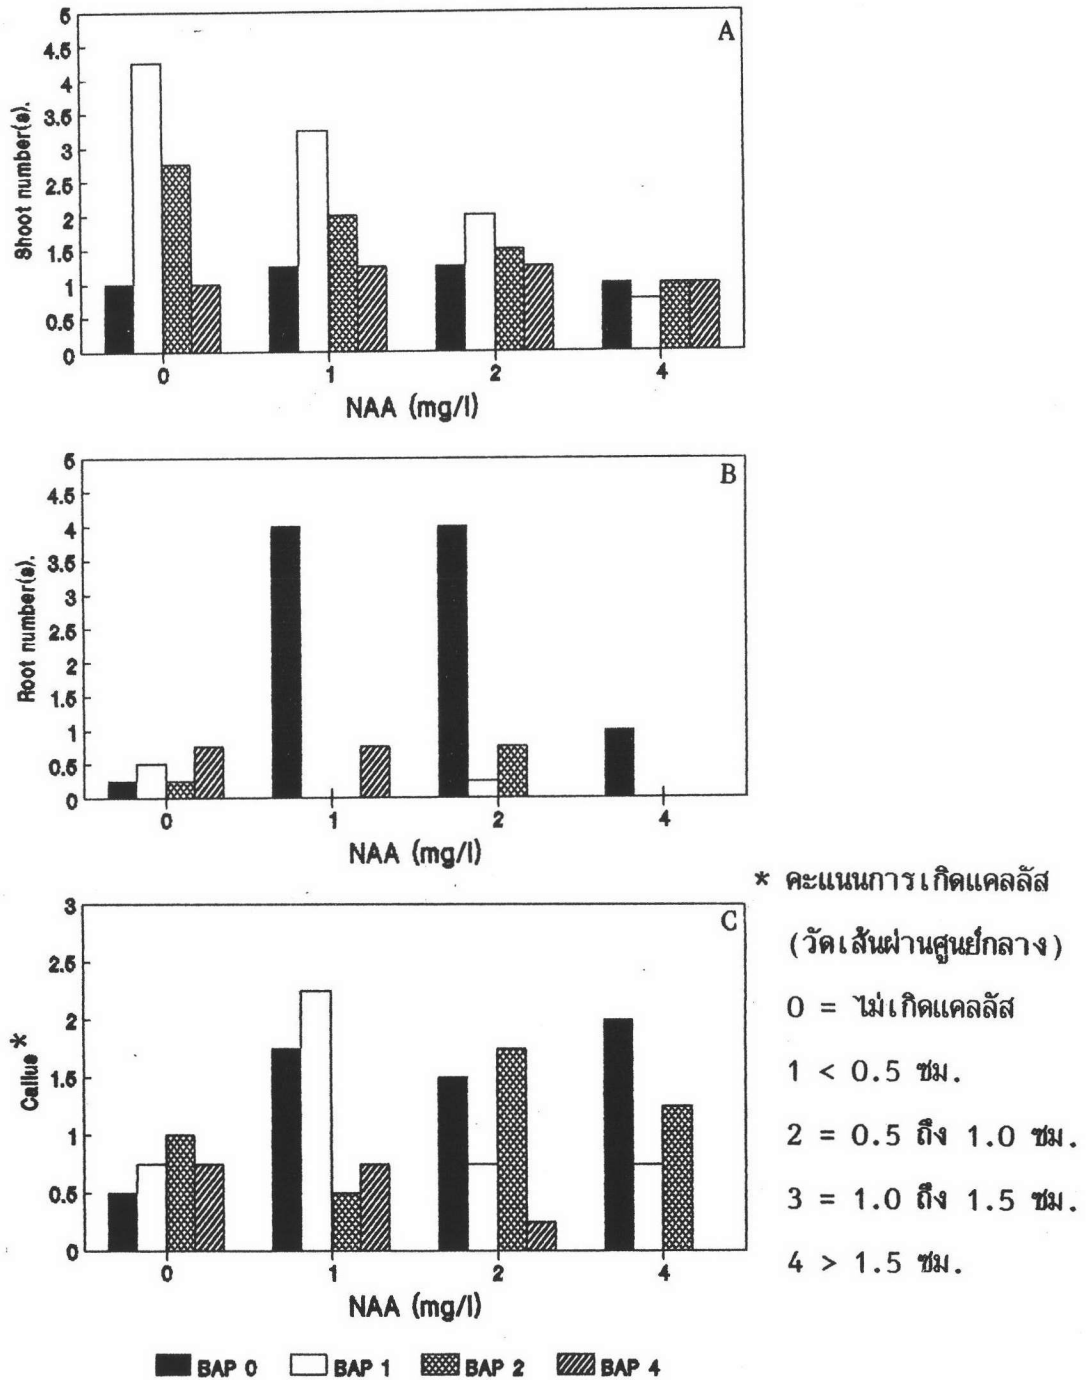 A
5
4.5
4
3.5
3
2.5
2
1.5
1
0.5
0
Shoot number(s).
0 1 2 4
NAA (mg/l)
B
5
4.5
4
3.5
3
2.5
2
1.5
1
0.5
0
Root number(s).
0 1 2 4
NAA (mg/l)
C
3
2.5
2
1.5
1
0.5
0
Callus*
0 1 2 4
NAA (mg/l)
* คะแนนการเกิดแคลลัส
(วัดเส้นผ่านศูนย์กลาง)
0 = ไม่เกิดแคลลัส
1 < 0.5 ซม.
2 = 0.5 ถึง 1.0 ซม.
3 = 1.0 ถึง 1.5 ซม.
4 > 1.5 ซม.
BAP 0 BAP 1 BAP 2 BAP 4